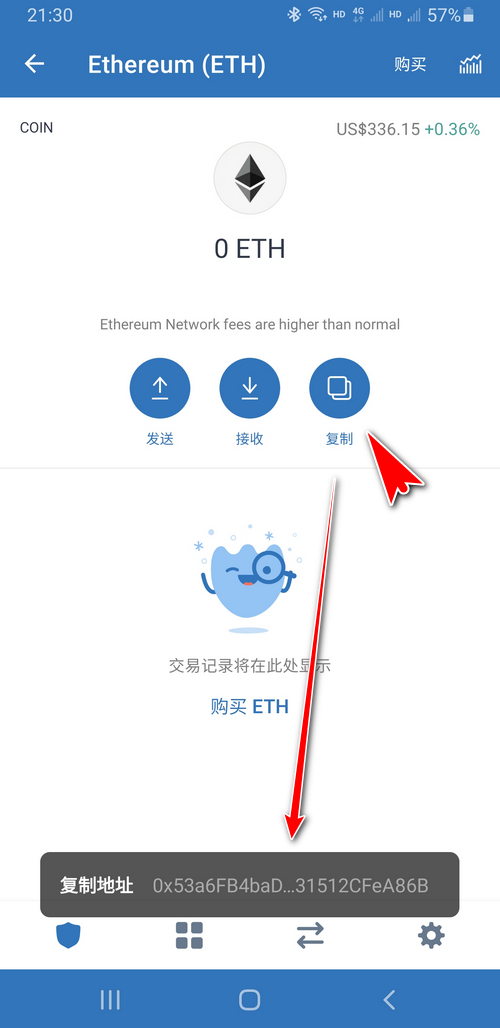 21:30
HD 4G HD 57%
Ethereum (ETH) 购买
COIN US$336.15 +0.36%
0 ETH
Ethereum Network fees are higher than normal
发送 接收 复制
交易记录将在此处显示
购买 ETH
复制地址 0x53a6FB4baD...31512CFeA86B